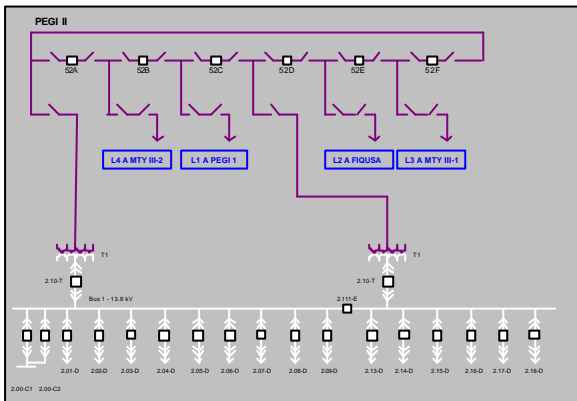 PEGI II
52A 52B 52C 52D 52E 52F
L4 A MTY III-2 L1 A PEGI 1 L2 A FIQUSA L3 A MTY III-1
T1 T1
2.10-T 2.10-T
Bus 1 - 13.8 kV 2.111-E
2.01-D 2.02-D 2.03-D 2.04-D 2.05-D 2.06-D 2.07-D 2.08-D 2.09-D 2.13-D 2.14-D 2.15-D 2.16-D 2.17-D 2.18-D
2.00-C1 2.00-C2